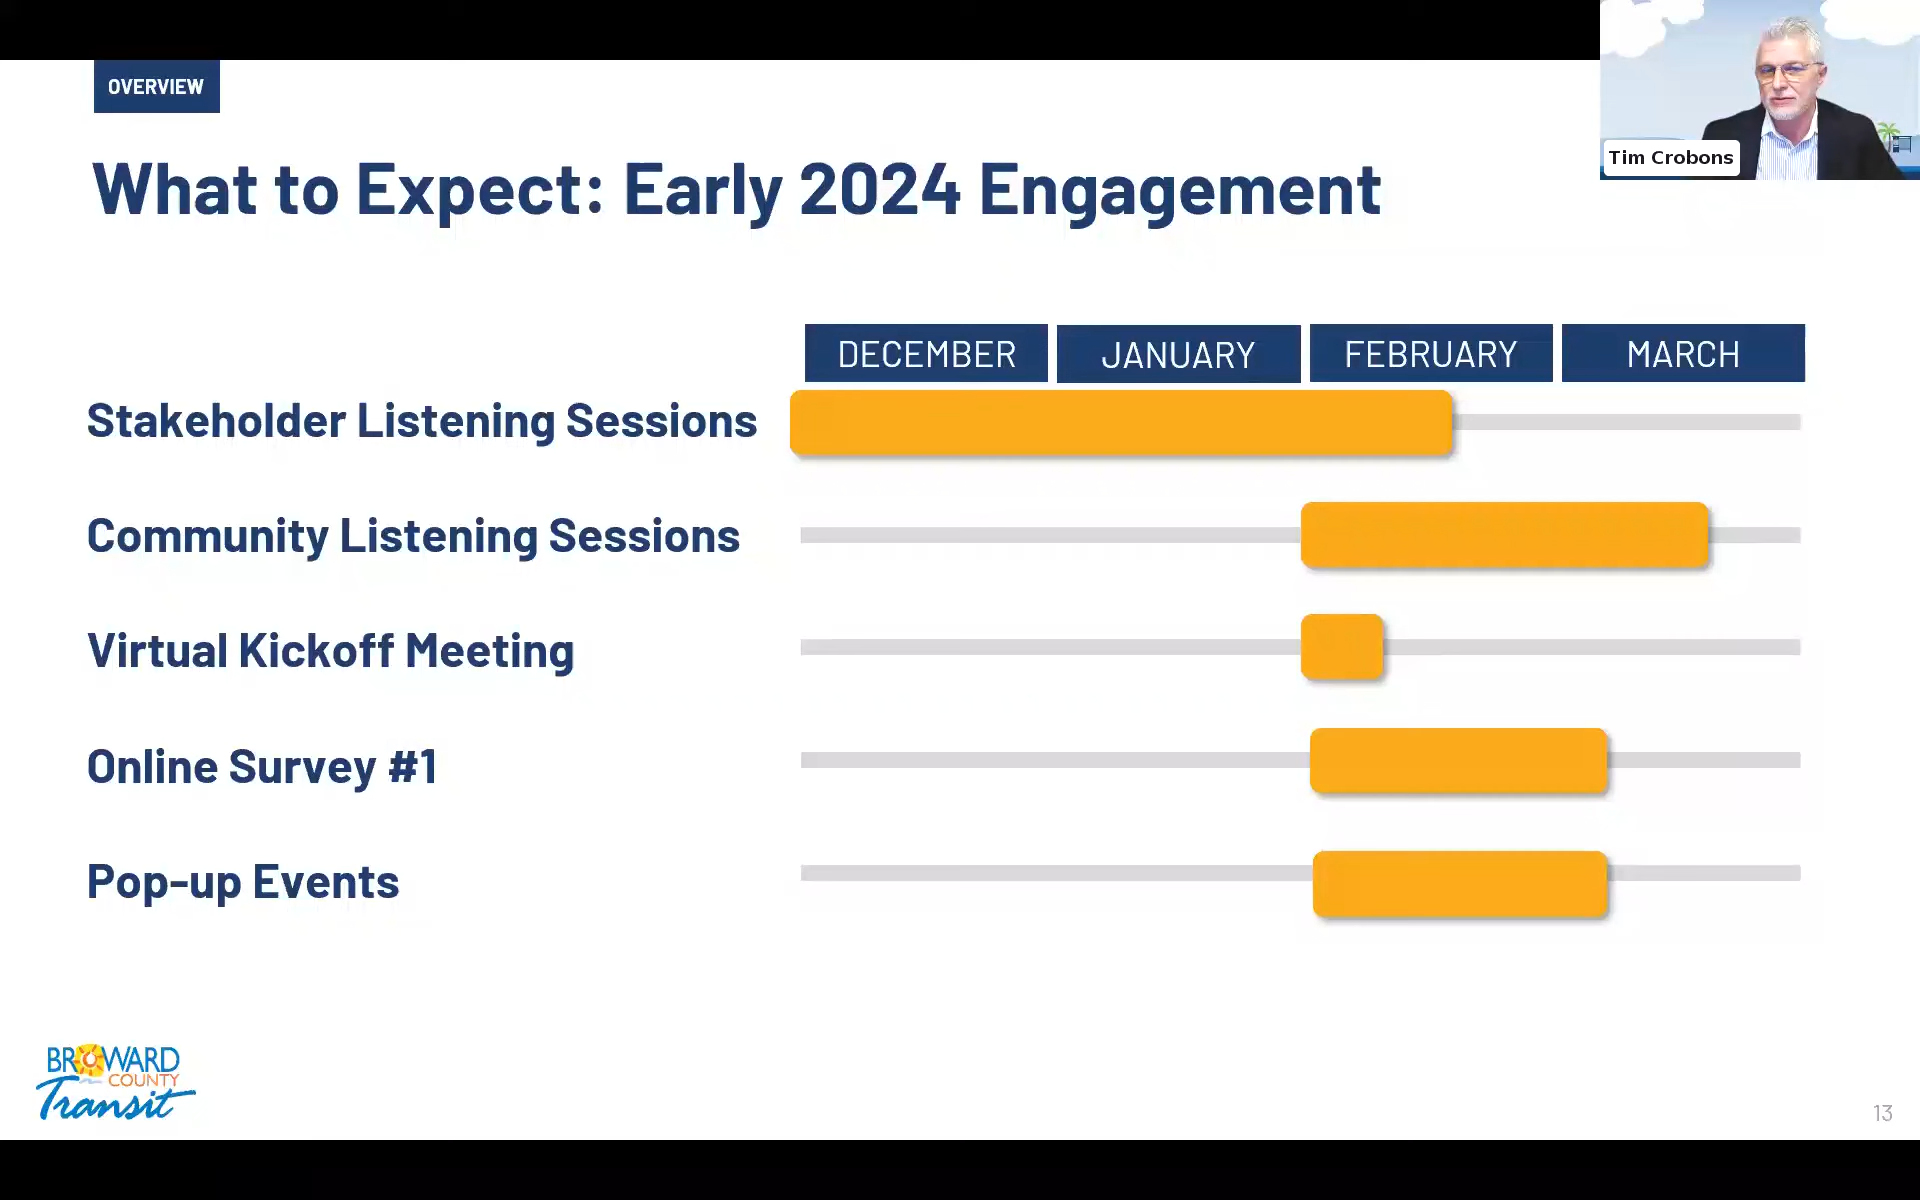 OVERVIEW
Tim Crobons
What to Expect: Early 2024 Engagement
DECEMBER JANUARY FEBRUARY MARCH
Stakeholder Listening Sessions
Community Listening Sessions
Virtual Kickoff Meeting
Online Survey #1
Pop-up Events
BROWARD
COUNTY
Transit
13